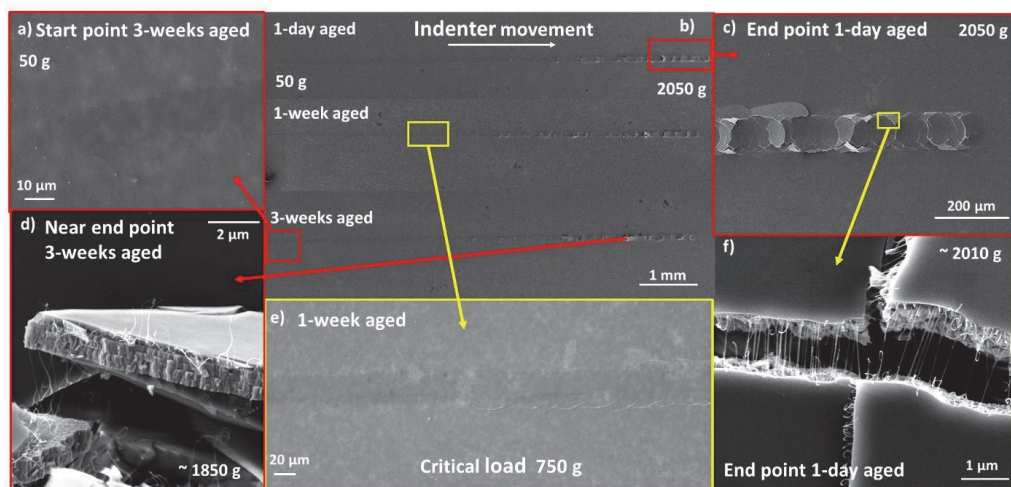 a) Start point 3-weeks aged
50 g
10 µm
1-day aged
Indenter movement
b)
50 g
2050 g
1-week aged
3-weeks aged
1 mm
c) End point 1-day aged
2050 g
200 µm
d) Near end point
3-weeks aged
2 µm
~ 1850 g
e) 1-week aged
20 µm
Critical load 750 g
f)
~ 2010 g
End point 1-day aged
1 µm